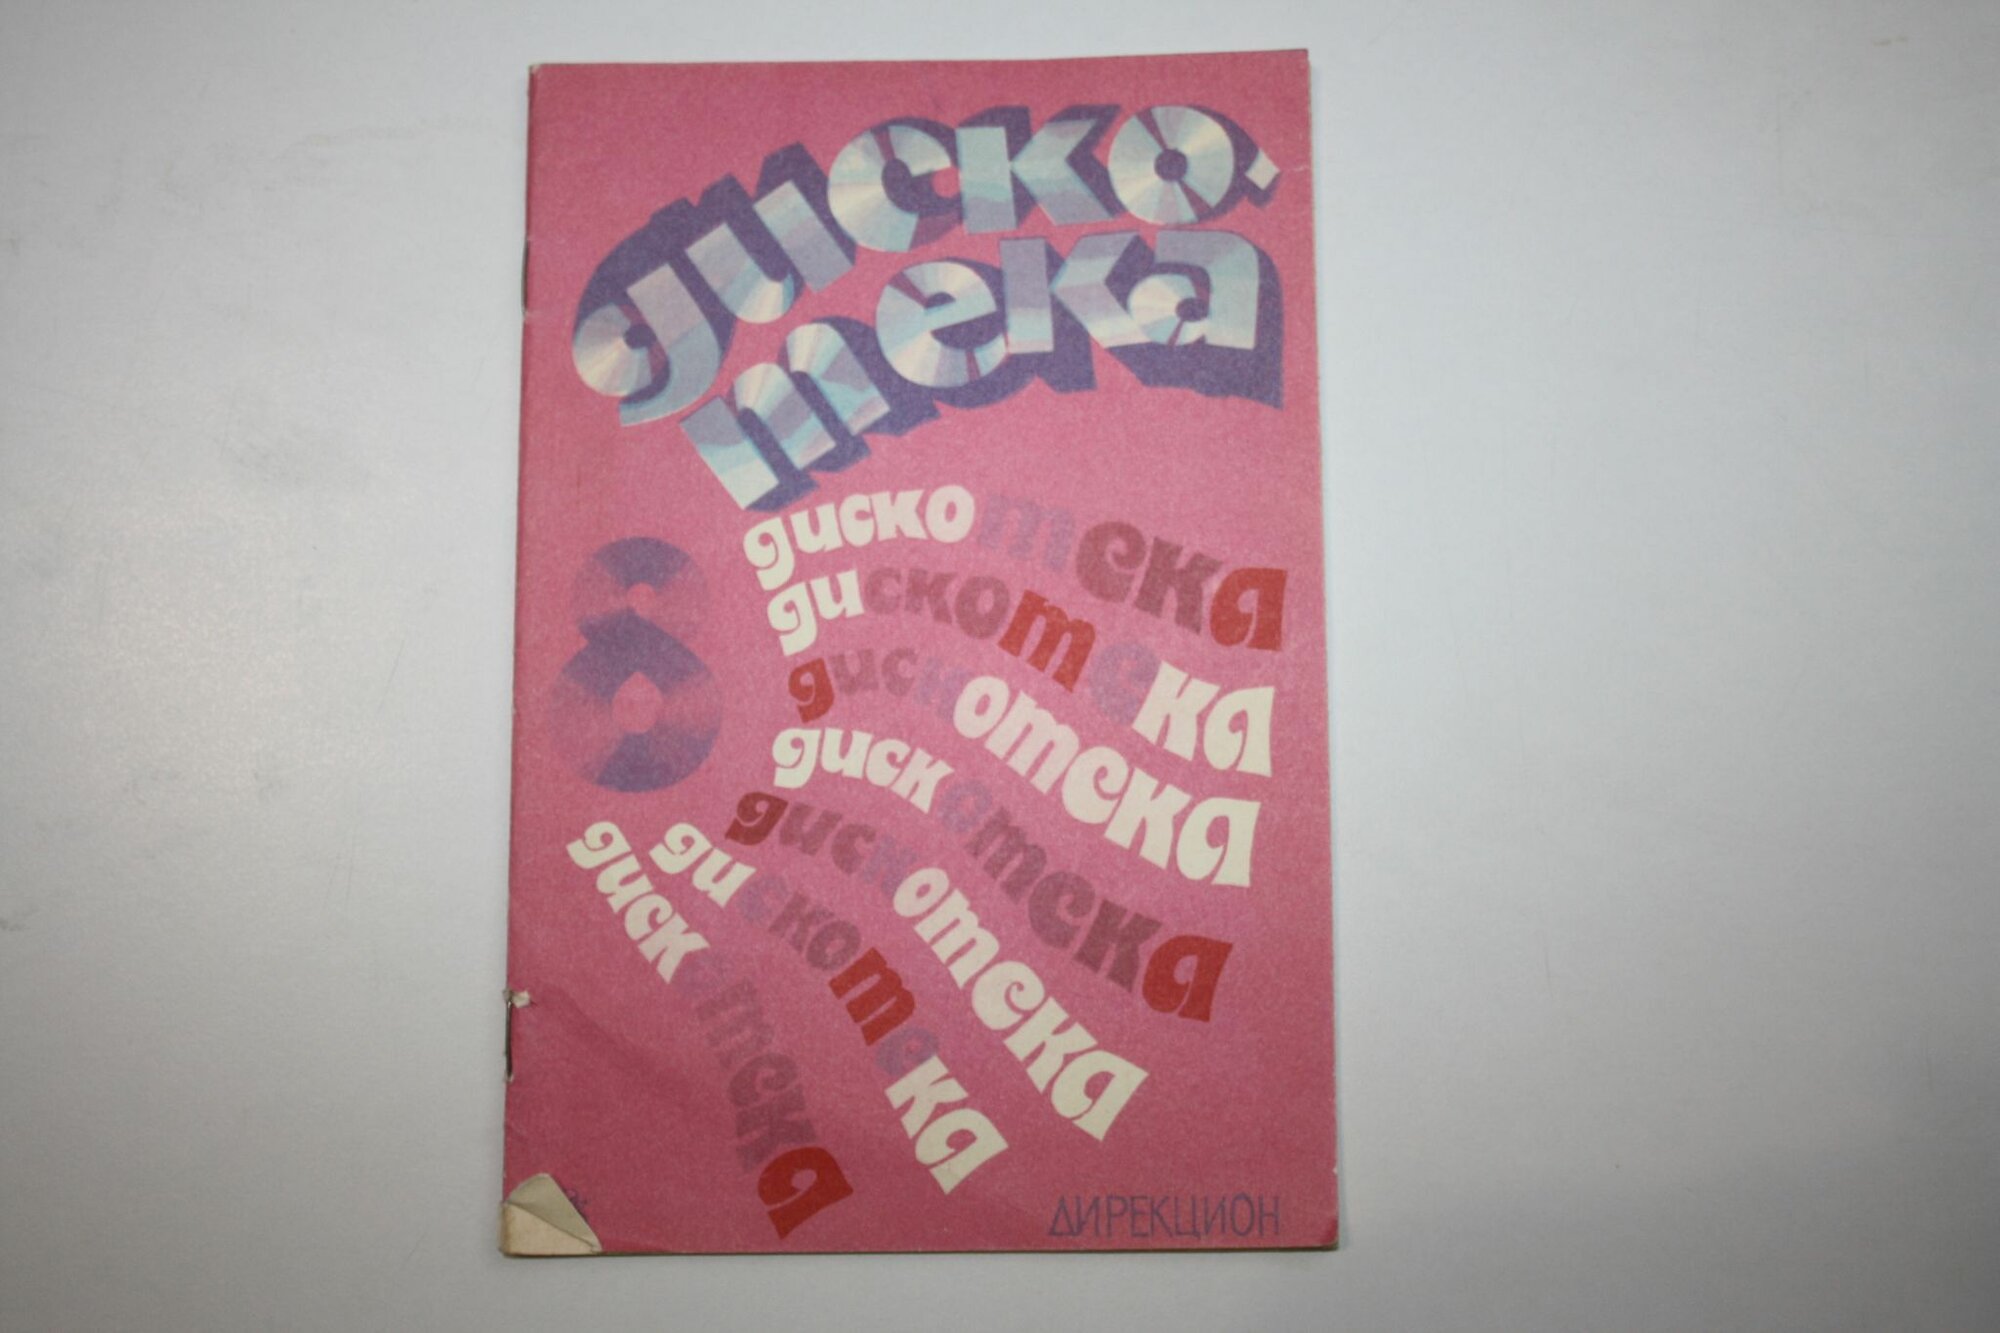 диско-
тека
дискотека
дискотека
8
дискотека
дискотека
дискотека
дискотека
дискотека
ДИРЕКЦИОН